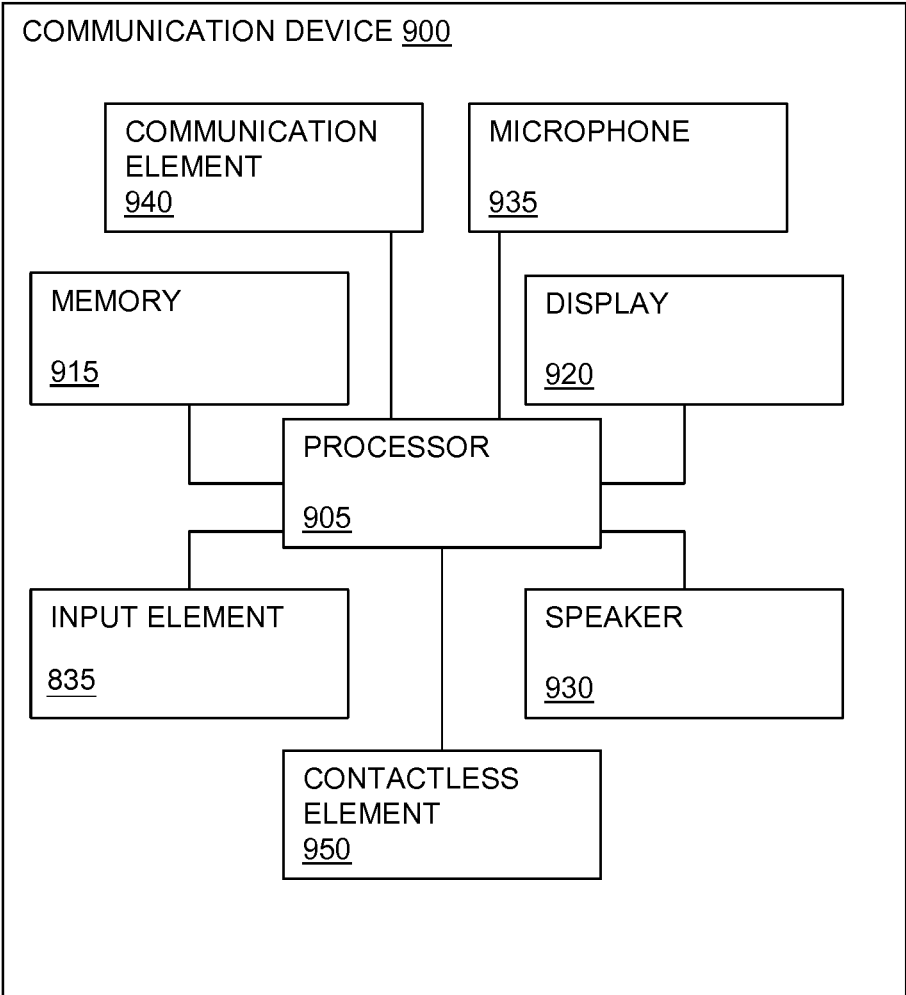 COMMUNICATION DEVICE 900
COMMUNICATION
ELEMENT
940
MICROPHONE
935
MEMORY
915
DISPLAY
920
PROCESSOR
905
INPUT ELEMENT
835
SPEAKER
930
CONTACTLESS
ELEMENT
950